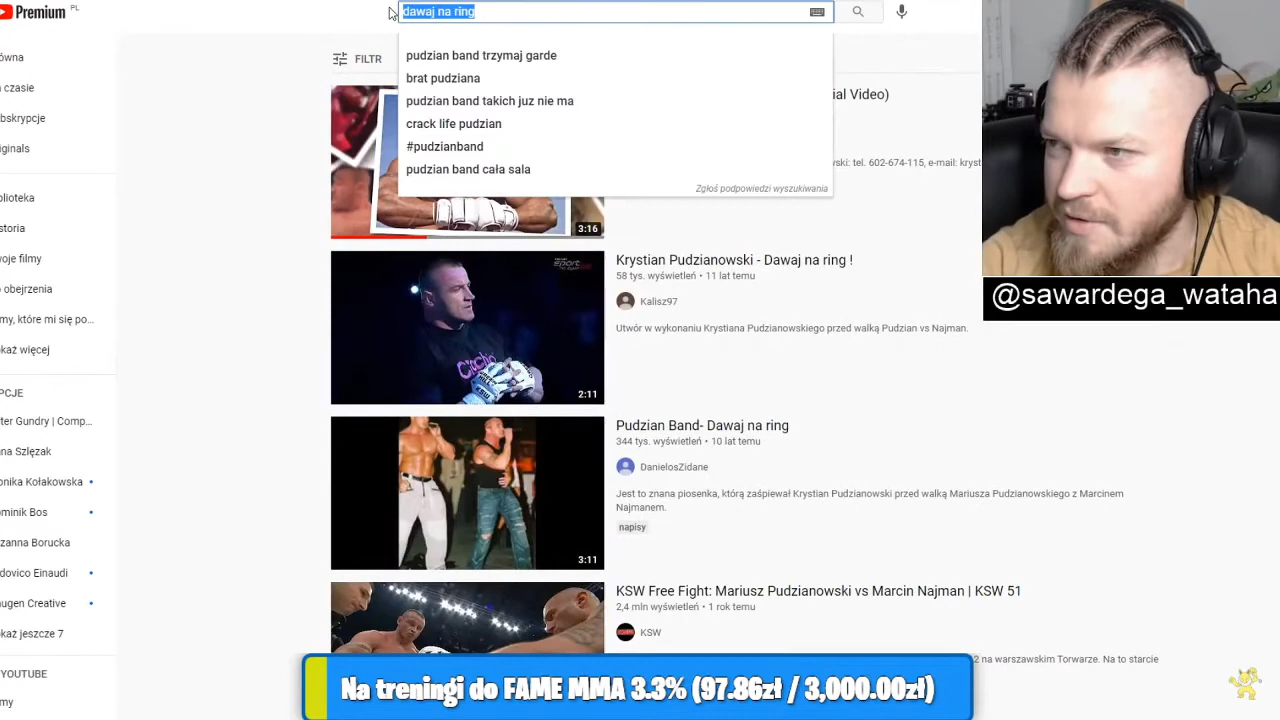 Premium PL
dawaj na ring
pudzian band trzymaj garde
brat pudziana
pudzian band takich juz nie ma
crack life pudzian
#pudzianband
pudzian band cała sala
Zgłoś podpowiedzi wyszukiwania
ówna
czasie
bskrypcje
iginals
blioteka
storia
woje filmy
obejrzenia
my, które mi się po...
każ więcej
PCJE
ter Gundry | Comp...
na Szlęzak
onika Kołakowska
minik Bos
zanna Borucka
dovico Einaudi
ugen Creative
każ jeszcze 7
YOUTUBE
my
FILTR
ial Video)
wski: tel. 602-674-115, e-mail: kryst
3:16
Krystian Pudzianowski - Dawaj na ring !
58 tys. wyświetleń • 11 lat temu
Kalisz97
Utwór w wykonaniu Krystiana Pudzianowskiego przed walką Pudzian vs Najman.
2:11
Pudzian Band- Dawaj na ring
344 tys. wyświetleń • 10 lat temu
DanielosZidane
Jest to znana piosenka, którą zaśpiewał Krystian Pudzianowski przed walką Mariusza Pudzianowskiego z Marcinem
Najmanem.
napisy
3:11
KSW Free Fight: Mariusz Pudzianowski vs Marcin Najman | KSW 51
2,4 mln wyświetleń • 1 rok temu
KSW
2 na warszawskim Torwarze. Na to starcie
@sawardega_wataha
Na treningi do FAME MMA 3.3% (97.86zł / 3,000.00zł)